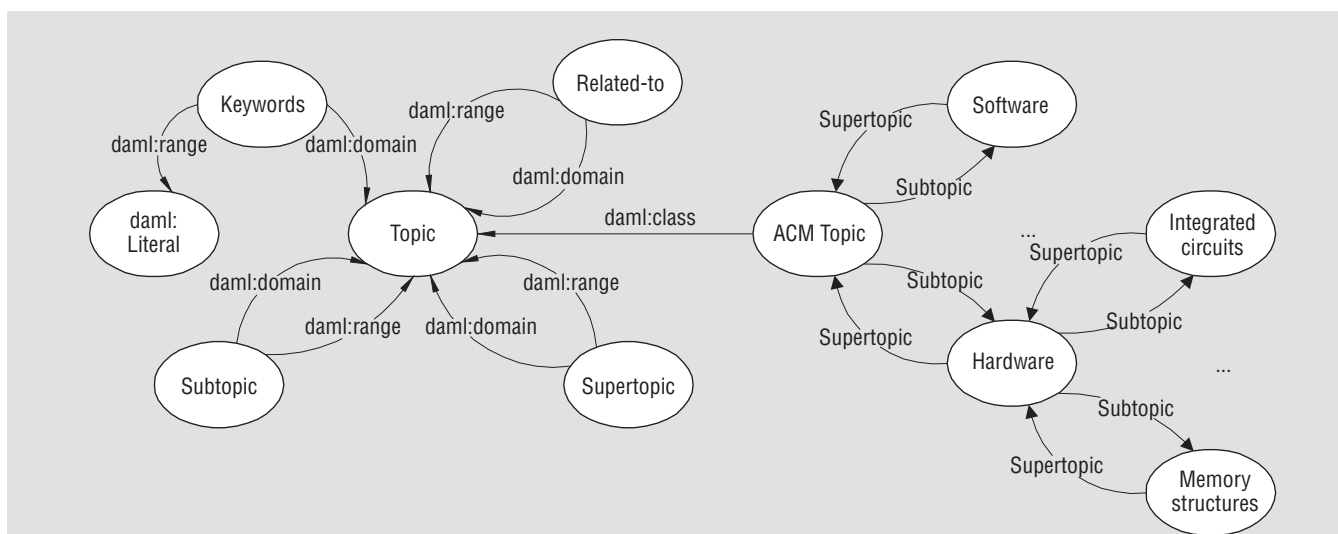 Related-to
Keywords
Software
daml:range
Supertopic
daml:range
daml:domain
daml:domain
Subtopic
daml:
Literal
Topic
daml:class
ACM Topic
...
Integrated
circuits
Supertopic
daml:domain
daml:range
Subtopic
daml:range
daml:domain
Subtopic
Supertopic
Hardware
...
Subtopic
Supertopic
Subtopic
Supertopic
Memory
structures